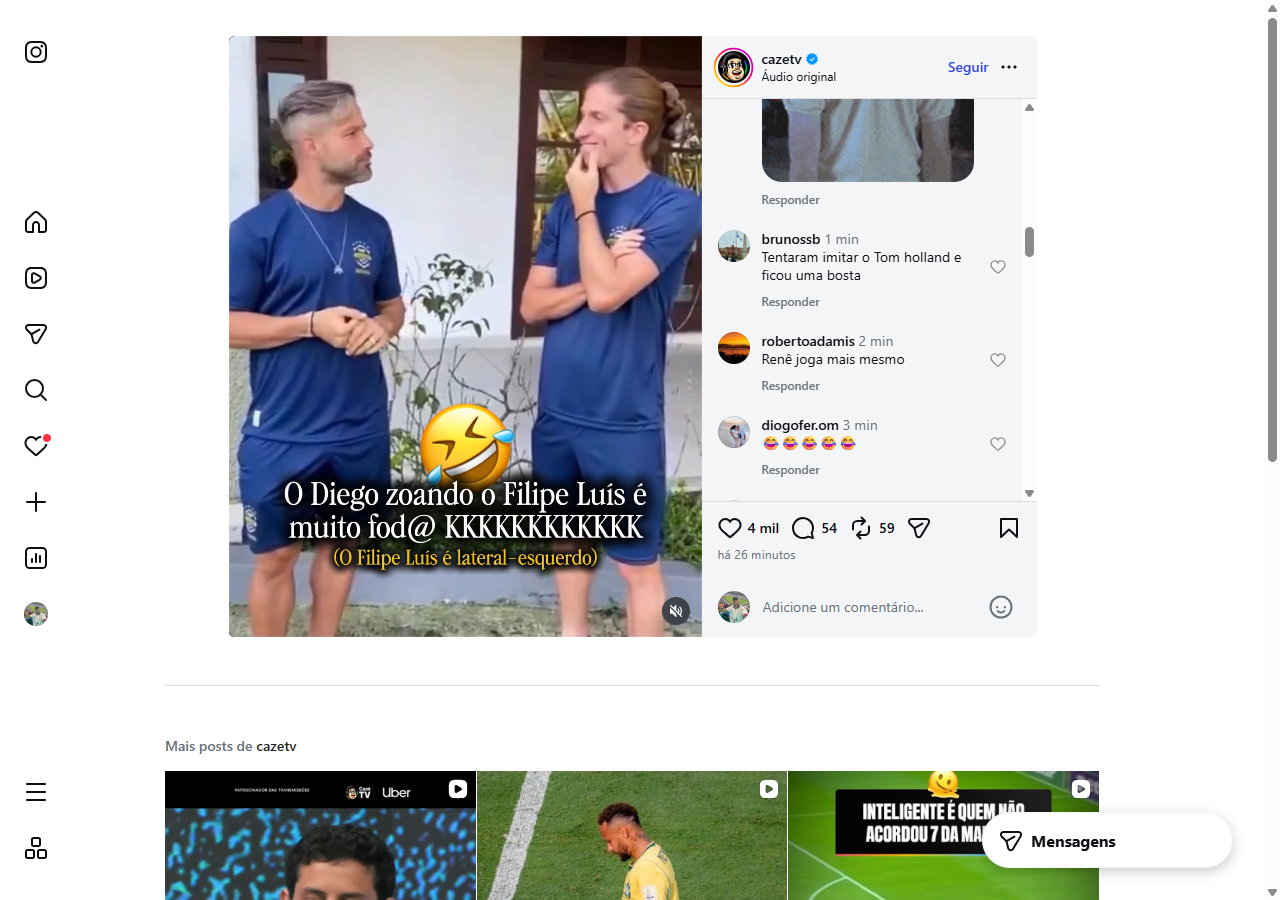 cazetv
Áudio original
Seguir
Responder
brunossb 1 min
Tentaram imitar o Tom holland e
ficou uma bosta
Responder
robertoadamis 2 min
Renê joga mais mesmo
Responder
diogofer.om 3 min
😂😂😂😂😂
Responder
O Diego zoando o Filipe Luís é
muito fod@ KKKKKKKKKKKK
(O Filipe Luís é lateral-esquerdo)
4 mil
54
59
há 26 minutos
Adicione um comentário...
Mais posts de cazetv
PATROCINADOR DAS TRANSMISSÕES
Cazé
TV
Uber
INTELIGENTE É QUEM NÃO
ACORDOU 7 DA
Mensagens